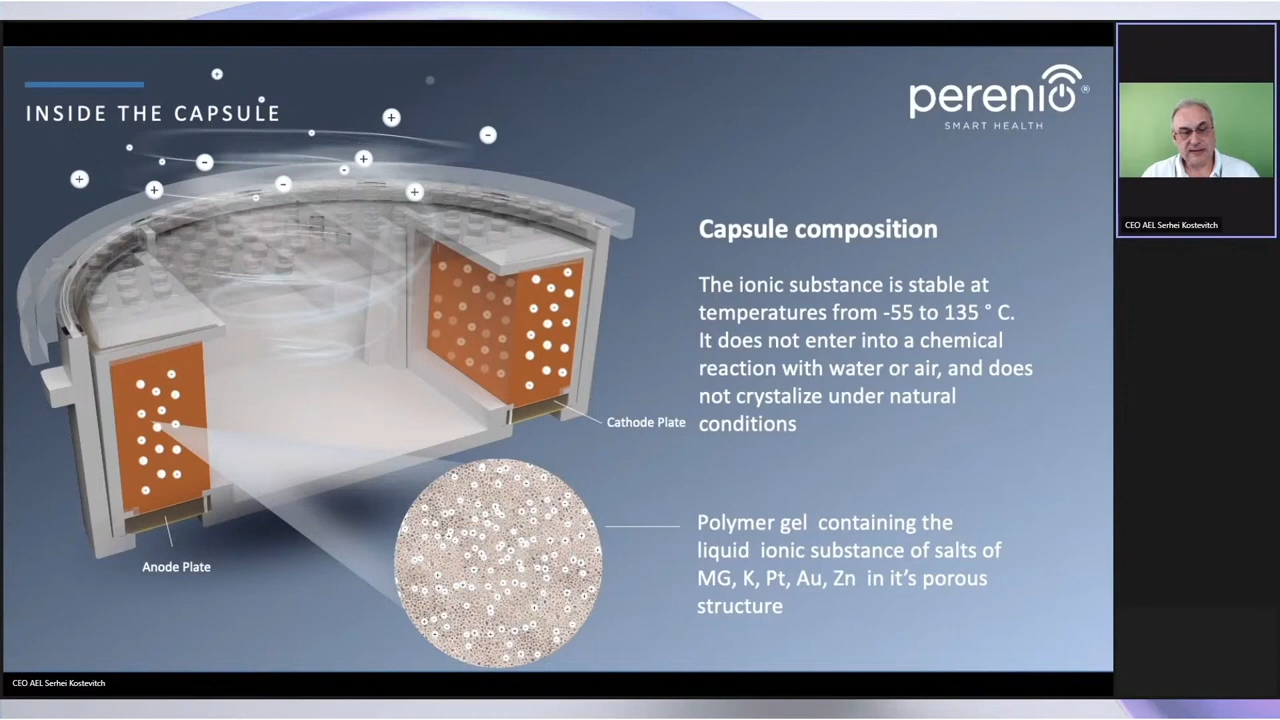 INSIDE THE CAPSULE
perenio®
SMART HEALTH
Capsule composition
The ionic substance is stable at
temperatures from -55 to 135 ° C.
It does not enter into a chemical
reaction with water or air, and does
not crystalize under natural
conditions
Cathode Plate
Anode Plate
Polymer gel containing the
liquid ionic substance of salts of
MG, K, Pt, Au, Zn in it's porous
structure
CEO AEL Serhei Kostevitch
CEO AEL Serhei Kostevitch